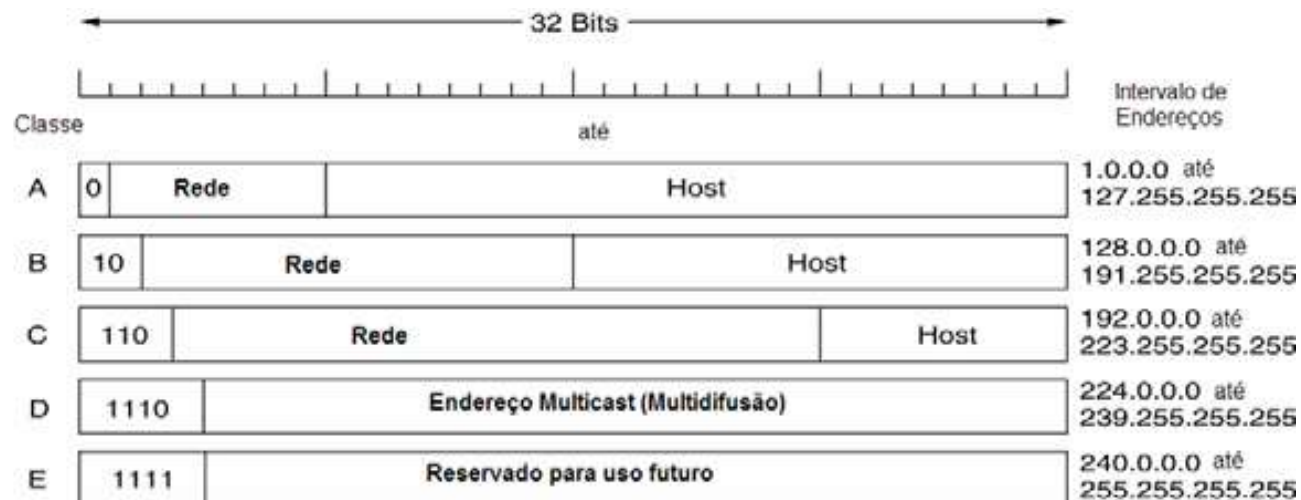 32 Bits
Intervalo de
Endereços
Classe
até
A 0 Rede Host 1.0.0.0 até
127.255.255.255
B 10 Rede Host 128.0.0.0 até
191.255.255.255
C 110 Rede Host 192.0.0.0 até
223.255.255.255
D 1110 Endereço Multicast (Multidifusão) 224.0.0.0 até
239.255.255.255
E 1111 Reservado para uso futuro 240.0.0.0 até
255.255.255.255